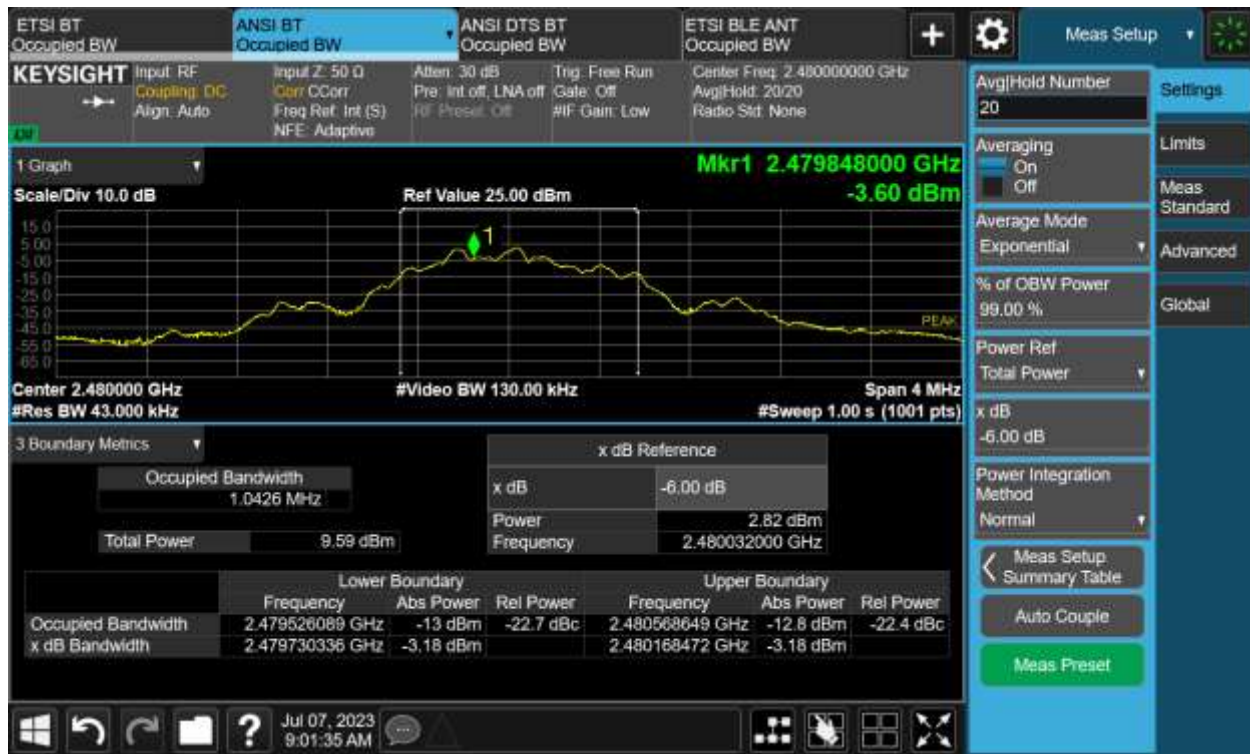 ETSI BT
Occupied BW
ANSI BT
Occupied BW
ANSI DTS BT
Occupied BW
ETSI BLE ANT
Occupied BW
Meas Setup
KEYSIGHT
Input: RF
Coupling: DC
Align: Auto
Input Z: 50 Ω
Corr CCorr
Freq Ref: Int (S)
NFE: Adaptive
Atten: 30 dB
Pre: Int off, LNA off
RF Presel: Off
Trig: Free Run
Gate: Off
#IF Gain: Low
Center Freq: 2.480000000 GHz
Avg|Hold: 20/20
Radio Std: None
1 Graph
Scale/Div 10.0 dB
Ref Value 25.00 dBm
Mkr1 2.479848000 GHz
-3.60 dBm
15.0
5.00
-5.00
-15.0
-25.0
-35.0
-45.0
-55.0
-65.0
1
PEAK
Center 2.480000 GHz
#Video BW 130.00 kHz
Span 4 MHz
#Res BW 43.000 kHz
#Sweep 1.00 s (1001 pts)
3 Boundary Metrics
Occupied Bandwidth
1.0426 MHz
Total Power 9.59 dBm
x dB Reference
x dB -6.00 dB
Power 2.82 dBm
Frequency 2.480032000 GHz
Lower Boundary Upper Boundary
Frequency Abs Power Rel Power Frequency Abs Power Rel Power
Occupied Bandwidth 2.479526089 GHz -13 dBm -22.7 dBc 2.480568649 GHz -12.8 dBm -22.4 dBc
x dB Bandwidth 2.479730336 GHz -3.18 dBm 2.480168472 GHz -3.18 dBm
Jul 07, 2023
9:01:35 AM
Avg|Hold Number
20
Averaging
On
Off
Average Mode
Exponential
% of OBW Power
99.00 %
Power Ref
Total Power
x dB
-6.00 dB
Power Integration
Method
Normal
Meas Setup
Summary Table
Auto Couple
Meas Preset
Settings
Limits
Meas
Standard
Advanced
Global